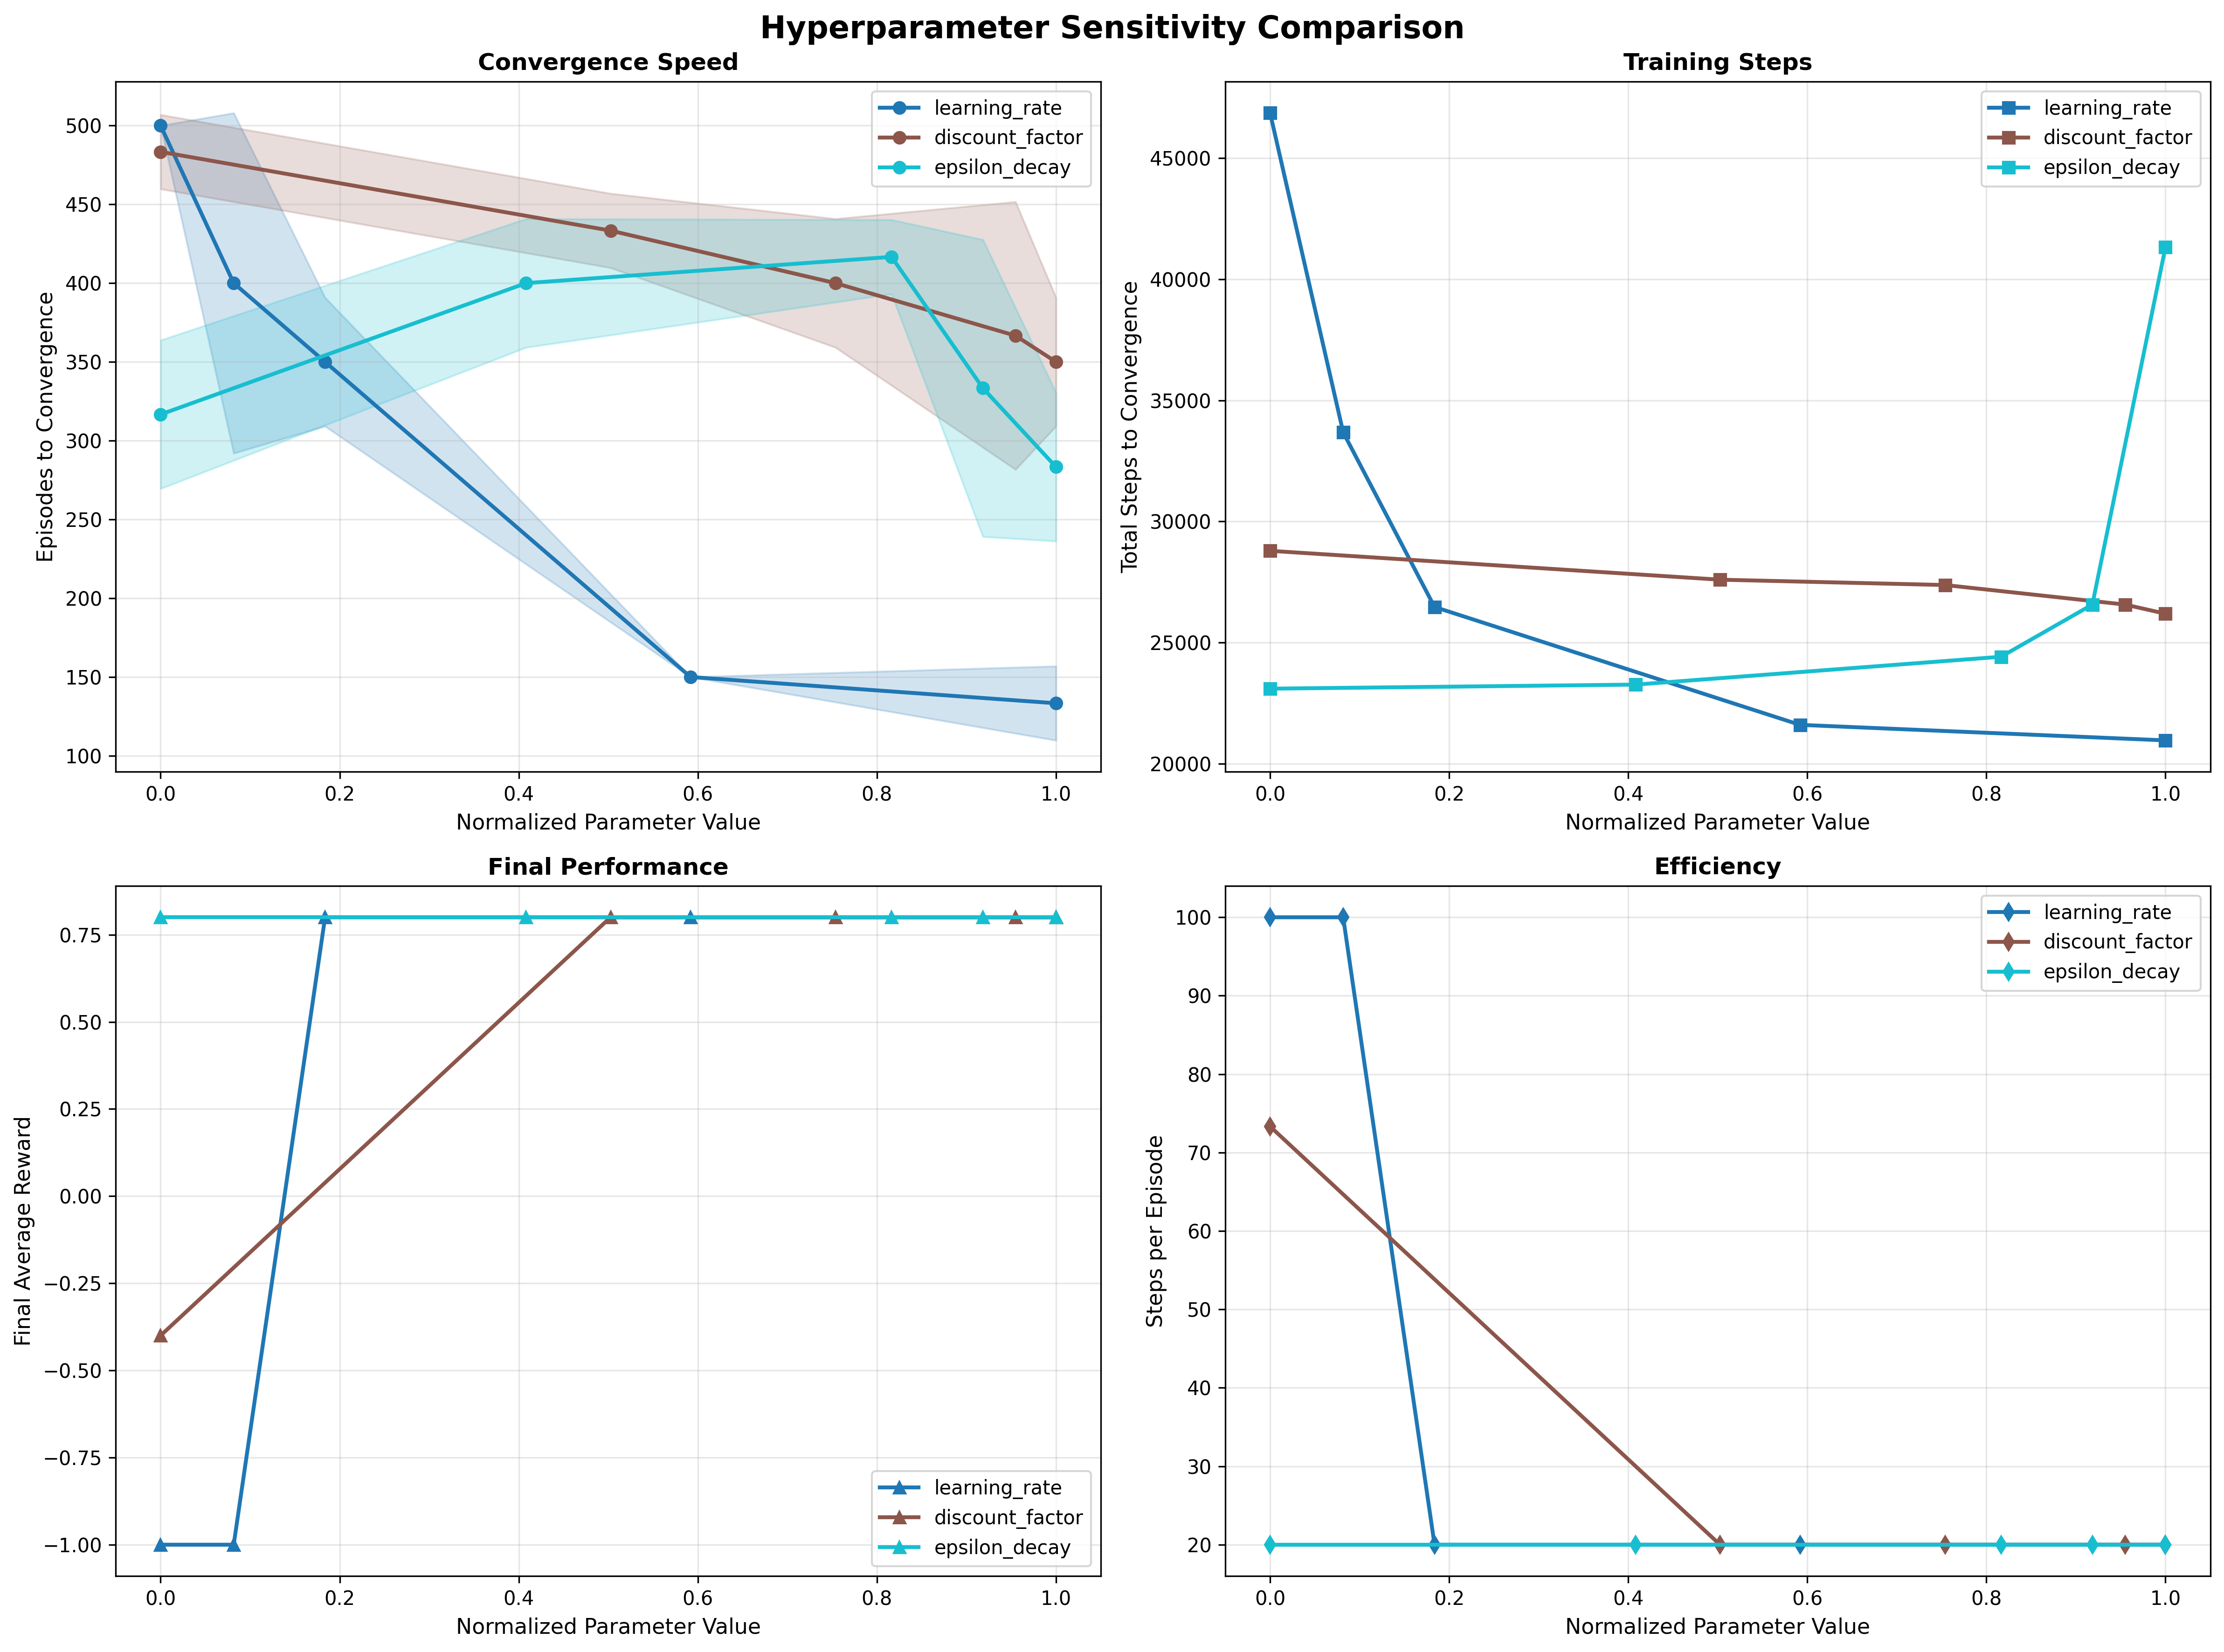 Hyperparameter Sensitivity Comparison
Convergence Speed
Episodes to Convergence
500
450
400
350
300
250
200
150
100
learning_rate
discount_factor
epsilon_decay
0.0 0.2 0.4 0.6 0.8 1.0
Normalized Parameter Value
Training Steps
Total Steps to Convergence
45000
40000
35000
30000
25000
20000
learning_rate
discount_factor
epsilon_decay
0.0 0.2 0.4 0.6 0.8 1.0
Normalized Parameter Value
Final Performance
Final Average Reward
0.75
0.50
0.25
0.00
−0.25
−0.50
−0.75
−1.00
learning_rate
discount_factor
epsilon_decay
0.0 0.2 0.4 0.6 0.8 1.0
Normalized Parameter Value
Efficiency
Steps per Episode
100
90
80
70
60
50
40
30
20
learning_rate
discount_factor
epsilon_decay
0.0 0.2 0.4 0.6 0.8 1.0
Normalized Parameter Value